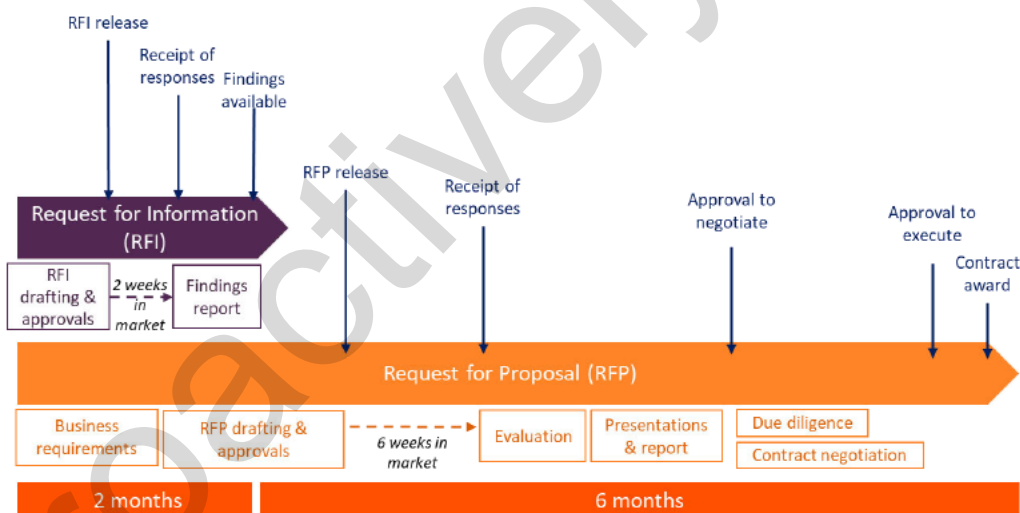 RFI release
Receipt of
responses
Findings
available
RFP release
Receipt of
responses
Approval to
negotiate
Approval to
execute
Contract
award
Request for Information
(RFI)
RFI
drafting &
approvals
2 weeks
in
market
Findings
report
Request for Proposal (RFP)
Business
requirements
RFP drafting &
approvals
6 weeks in
market
Evaluation
Presentations
& report
Due diligence
Contract negotiation
2 months
6 months
oactively